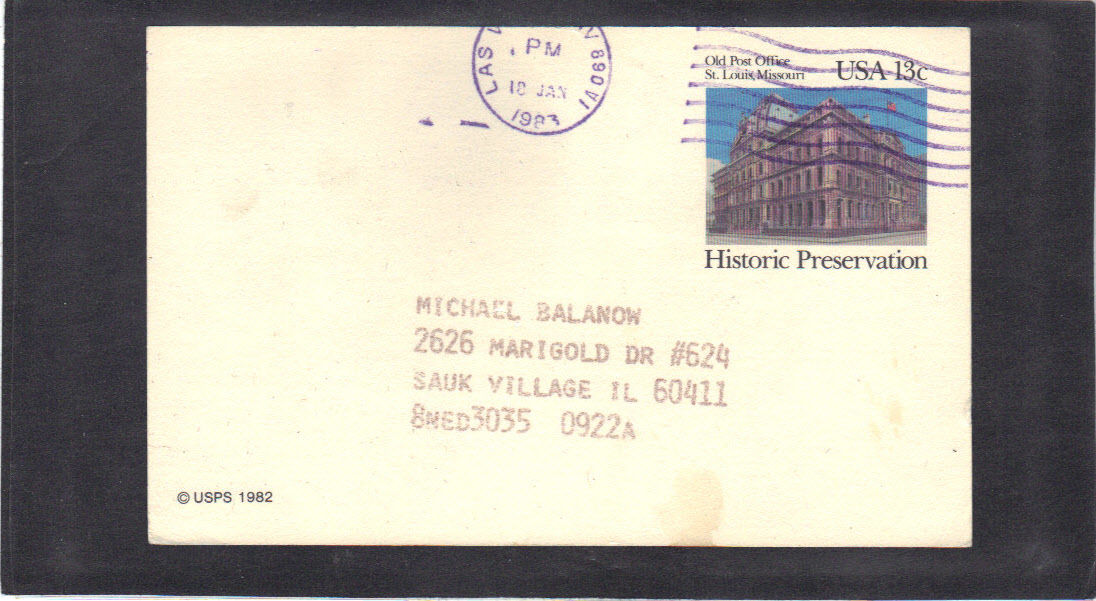 LAS
890A1
PM
18 JAN
1983
Old Post Office
St. Louis, Missouri
USA 13c
Historic Preservation
MICHAEL BALANOW
2626 MARIGOLD DR #624
SAUK VILLAGE IL 60411
8NED3035 0922A
© USPS 1982